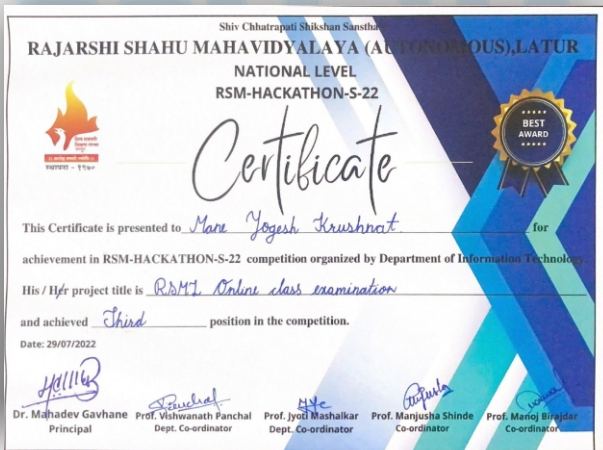 Shiv Chhatrapati Shikshan Sanstha
RAJARSHI SHAHU MAHAVIDYALAYA (AUTONOMOUS),LATUR
NATIONAL LEVEL
RSM-HACKATHON-S-22
Certificate
BEST
AWARD
स्थापना - १९७०
This Certificate is presented to Mane Yogesh Krushnat for
achievement in RSM-HACKATHON-S-22 competition organized by Department of Information Technology.
His / Her project title is RSML Online class examination
and achieved Third position in the competition.
Date: 29/07/2022
Dr. Mahadev Gavhane Prof. Vishwanath Panchal Prof. Jyoti Mashalkar Prof. Manjusha Shinde Prof. Manoj Birajdar
Principal Dept. Co-ordinator Dept. Co-ordinator Co-ordinator Co-ordinator